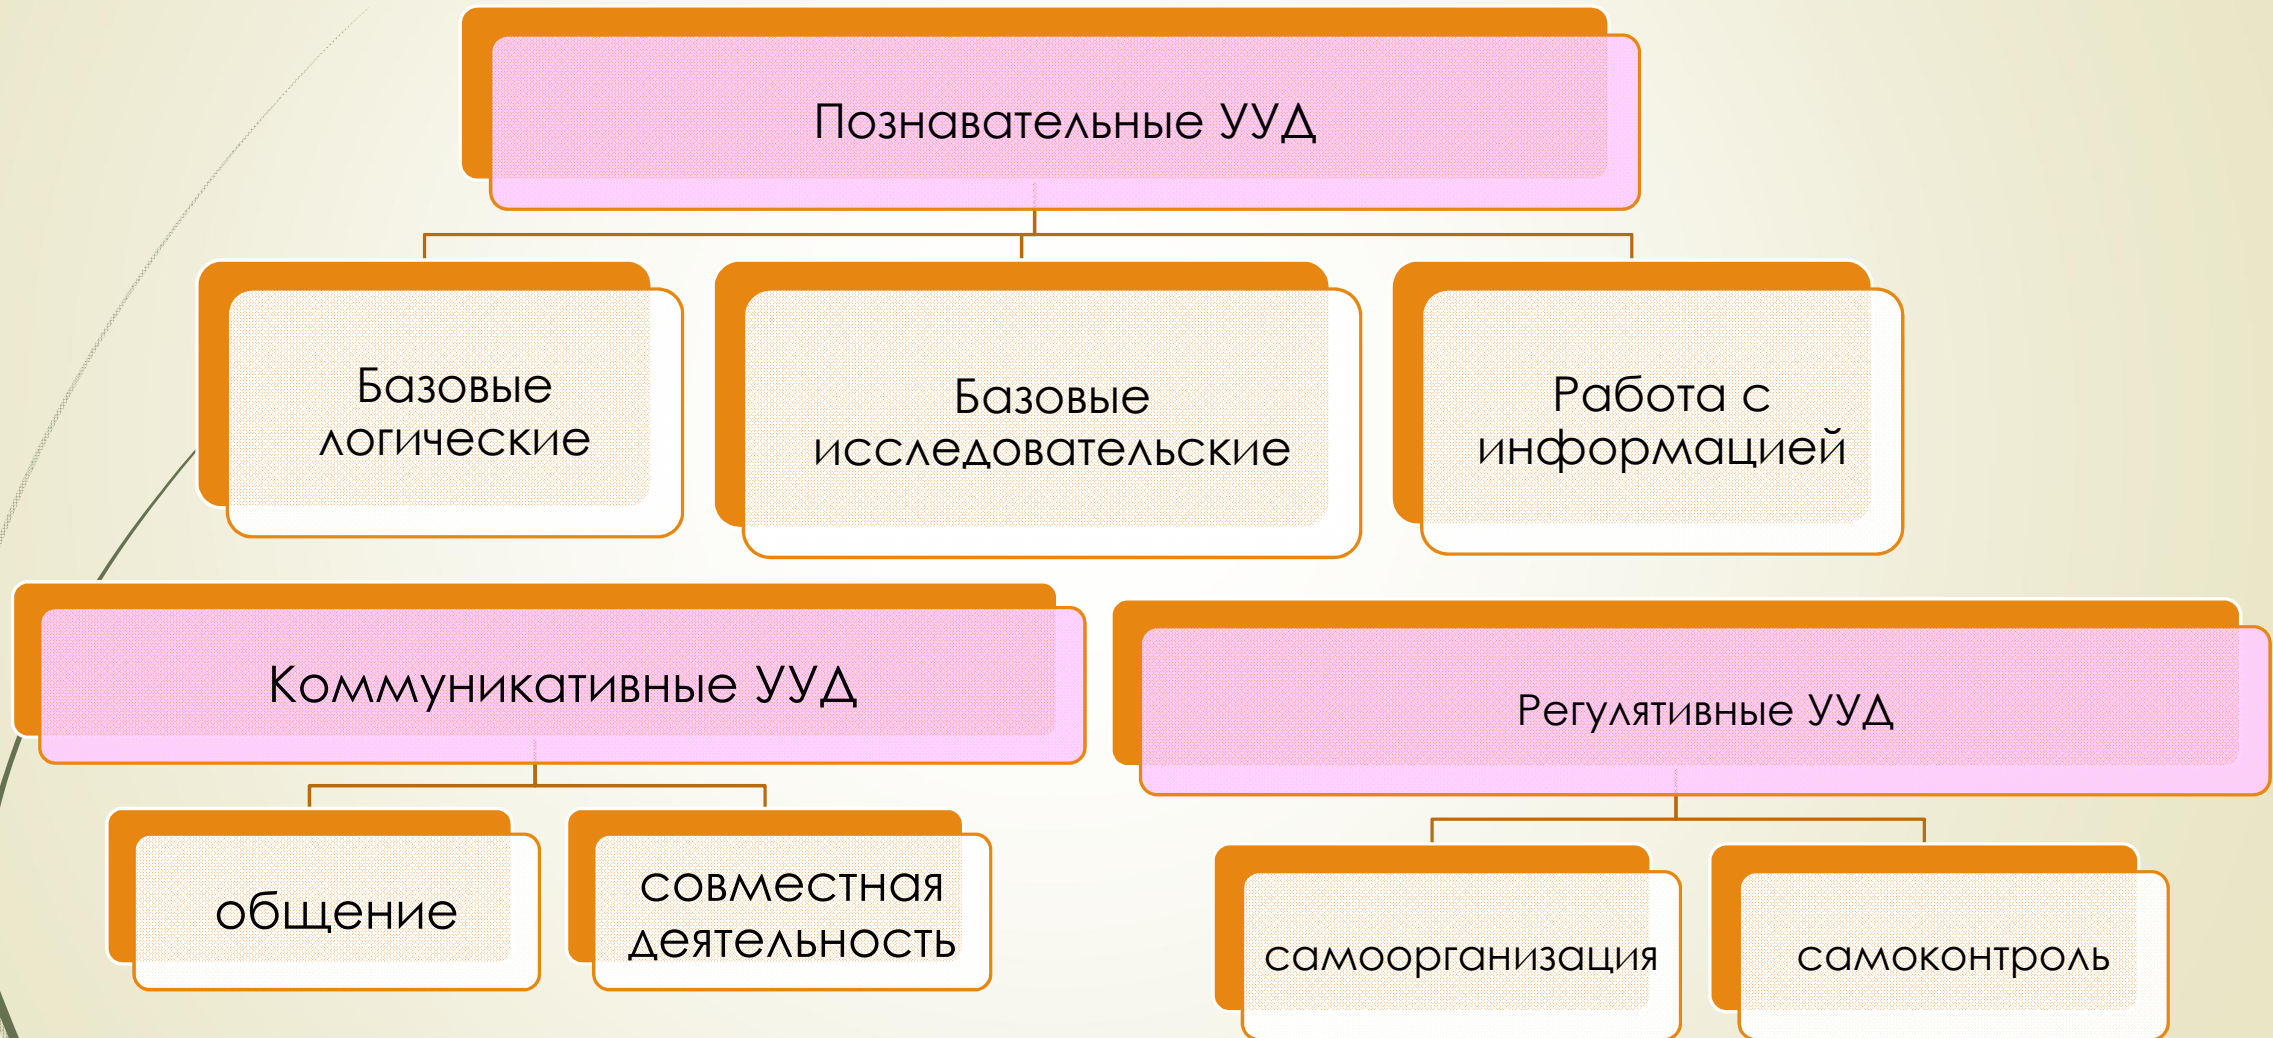 Познавательные УУД
Базовые
логические
Базовые
исследовательские
Работа с
информацией
Коммуникативные УУД
общение
совместная
деятельность
Регулятивные УУД
самоорганизация
самоконтроль